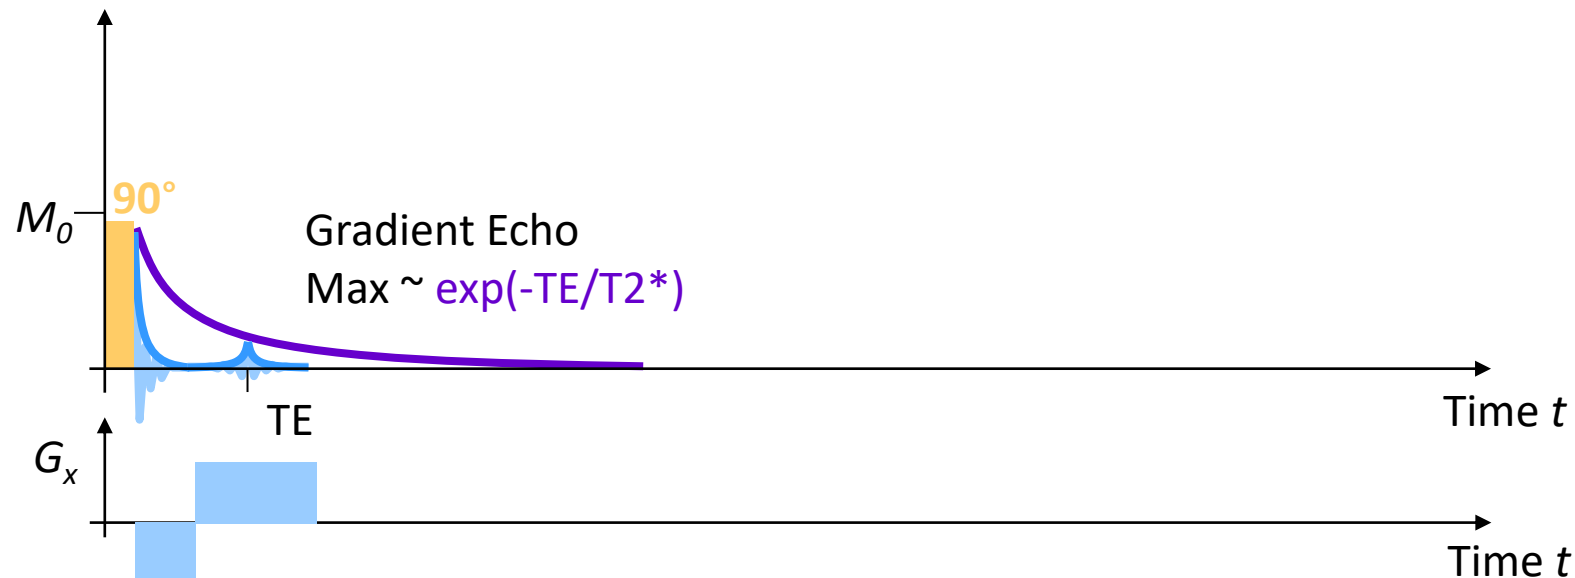 90°
M₀
Gradient Echo
Max ~ exp(-TE/T2*)
Time t
TE
Gₓ
Time t